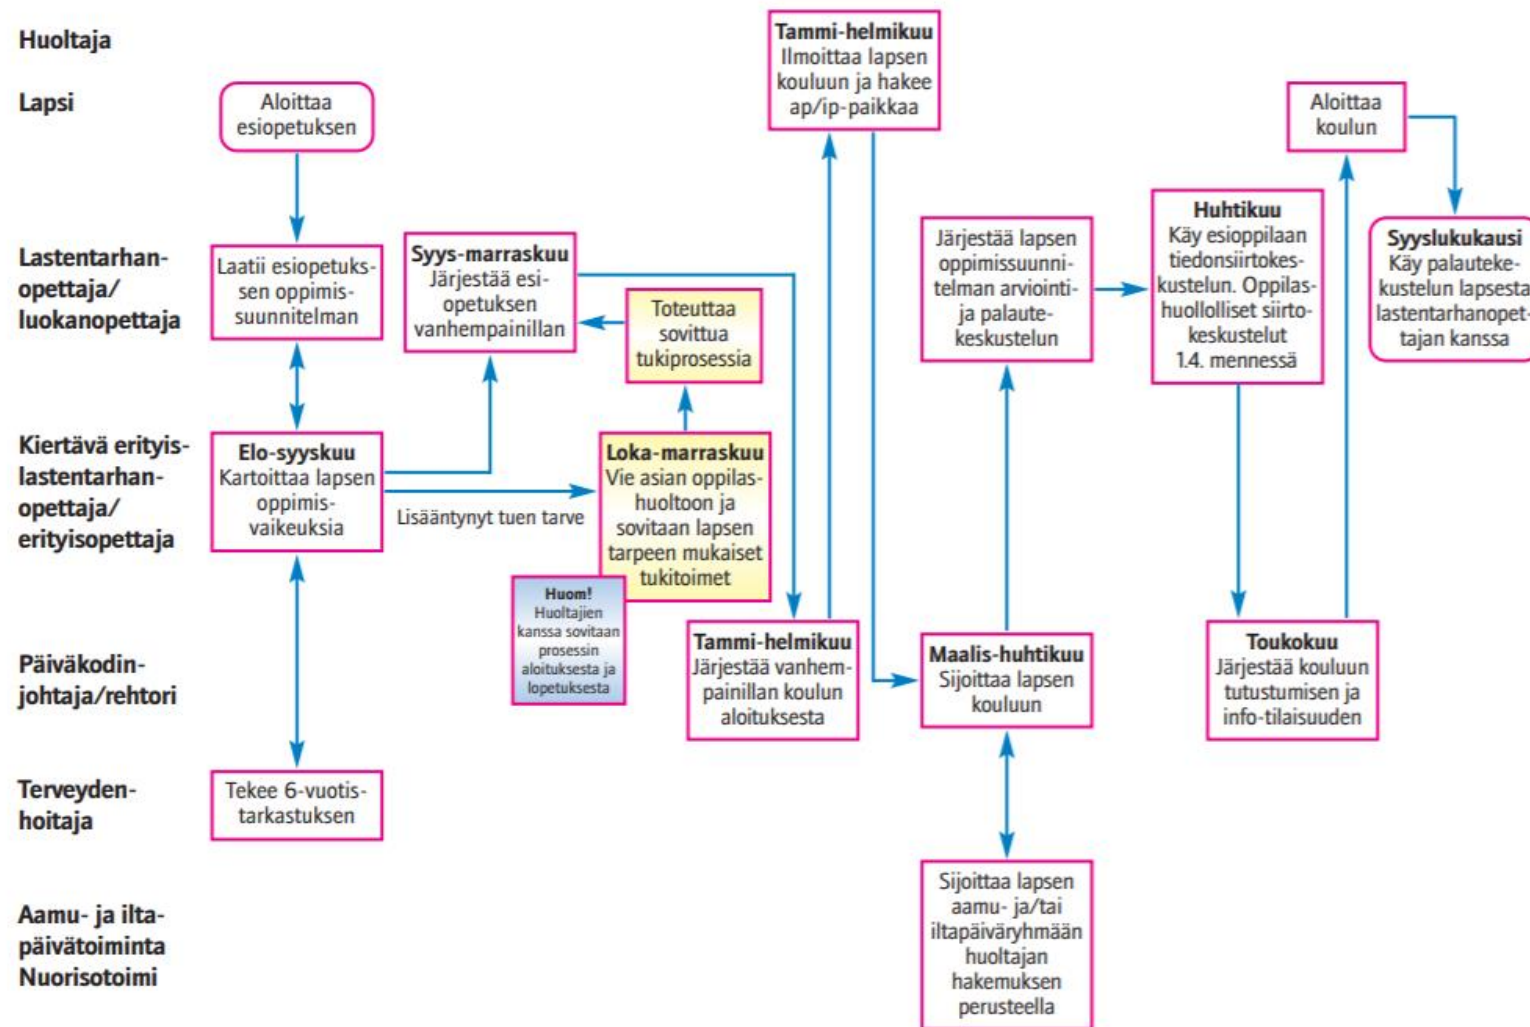 Huoltaja
Lapsi
Lastentarhan-
opettaja/
luokanopettaja
Kiertävä erityis-
lastentarhan-
opettaja/
erityisopettaja
Päiväkodin-
johtaja/rehtori
Terveyden-
hoitaja
Aamu- ja ilta-
päivätoiminta
Nuorisotoimi
Aloittaa
esiopetuksen
Laatii esiopetuks-
sen oppimis-
suunnitelman
Elo-syyskuu
Kartoittaa lapsen
oppimis-
vaikeuksia
Tekee 6-vuotis-
tarkastuksen
Syys-marraskuu
Järjestää esi-
opetuksen
vanhempainillan
Lisääntynyt tuen tarve
Toteuttaa
sovittua
tukiprosessia
Loka-marraskuu
Vie asian oppilas-
huoltoon ja
sovitaan lapsen
tarpeen mukaiset
tukitoimet
Huom!
Huoltajien
kanssa sovitaan
prosessin
aloituksesta ja
lopetuksesta
Tammi-helmikuu
Järjestää vanhem-
painillan koulun
aloituksesta
Tammi-helmikuu
Ilmoittaa lapsen
kouluun ja hakee
ap/ip-paikkaa
Maalis-huhtikuu
Sijoittaa lapsen
kouluun
Sijoittaa lapsen
aamu- ja/tai
iltapäiväryhmään
huoltajan
hakemuksen
perusteella
Järjestää lapsen
oppimissuunni-
telman arviointi-
ja palaute-
keskustelun
Huhtikuu
Käy esioppilaan
tiedonsiirtokes-
kustelun. Oppilas-
huollolliset siirto-
keskustelut
1.4. mennessä
Toukokuu
Järjestää kouluun
tutustumisen ja
info-tilaisuuden
Aloittaa
koulun
Syyslukukausi
Käy palauteke-
kustelun lapsesta
lastentarhanopet-
tajan kanssa